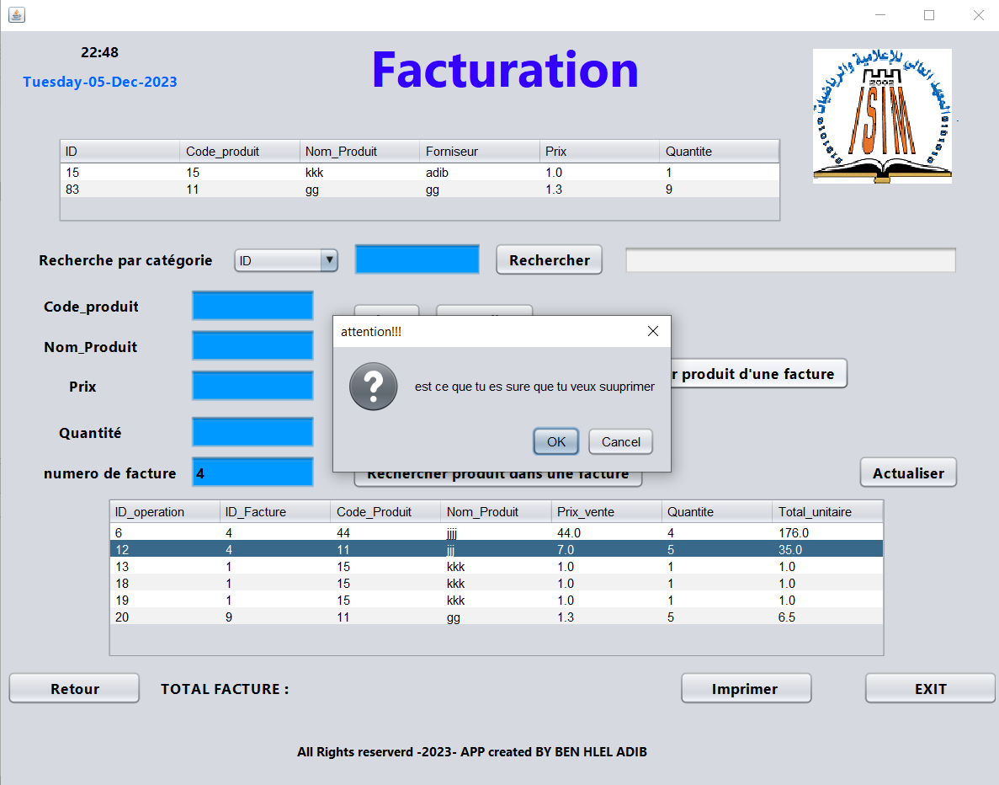 22:48
Facturation
Tuesday-05-Dec-2023
المعهد العالي للإعلامية والرياضيات
2002
ISIM
ID Code_produit Nom_Produit Forniseur Prix Quantite
15 15 kkk adib 1.0 1
83 11 gg gg 1.3 9
Recherche par catégorie ID Rechercher
Code_produit
attention!!!
Nom_Produit
r produit d'une facture
Prix
est ce que tu es sure que tu veux suuprimer
Quantité
OK Cancel
numero de facture 4 Rechercher produit dans une facture Actualiser
ID_operation ID_Facture Code_Produit Nom_Produit Prix_vente Quantite Total_unitaire
6 4 44 jjjj 44.0 4 176.0
12 4 11 jjj 7.0 5 35.0
13 1 15 kkk 1.0 1 1.0
18 1 15 kkk 1.0 1 1.0
19 1 15 kkk 1.0 1 1.0
20 9 11 gg 1.3 5 6.5
Retour TOTAL FACTURE : Imprimer EXIT
All Rights reserverd -2023- APP created BY BEN HLEL ADIB